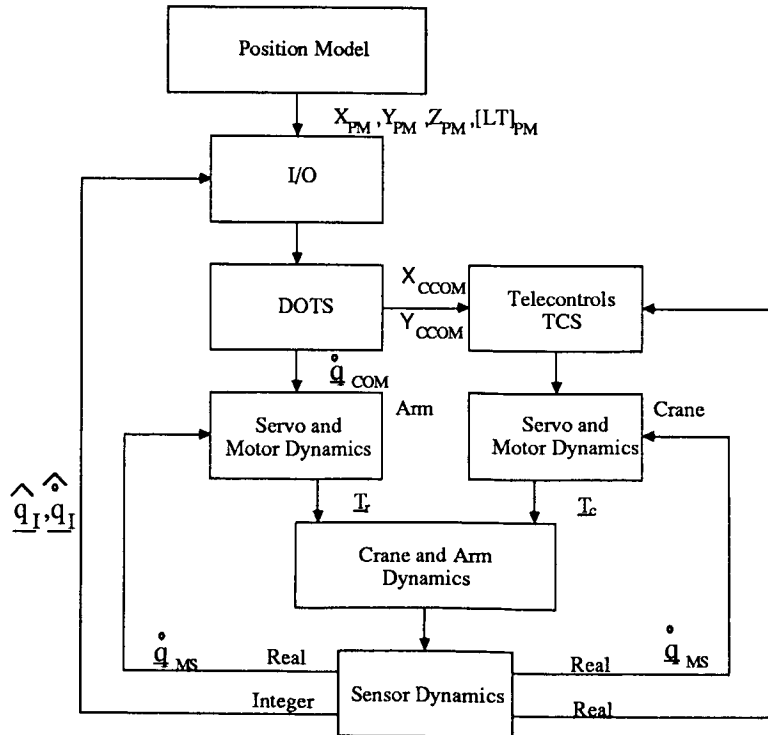 Position Model
X_PM, Y_PM, Z_PM, [LT]_PM
I/O
DOTS
X_CCOM
Y_CCOM
Telecontrols
TCS
q̊_COM
Servo and
Motor Dynamics
Arm
Servo and
Motor Dynamics
Crane
q̂_I, q̊̂_I
T_r
T_c
Crane and Arm
Dynamics
q̊_MS
Real
Integer
Sensor Dynamics
Real
q̊_MS
Real